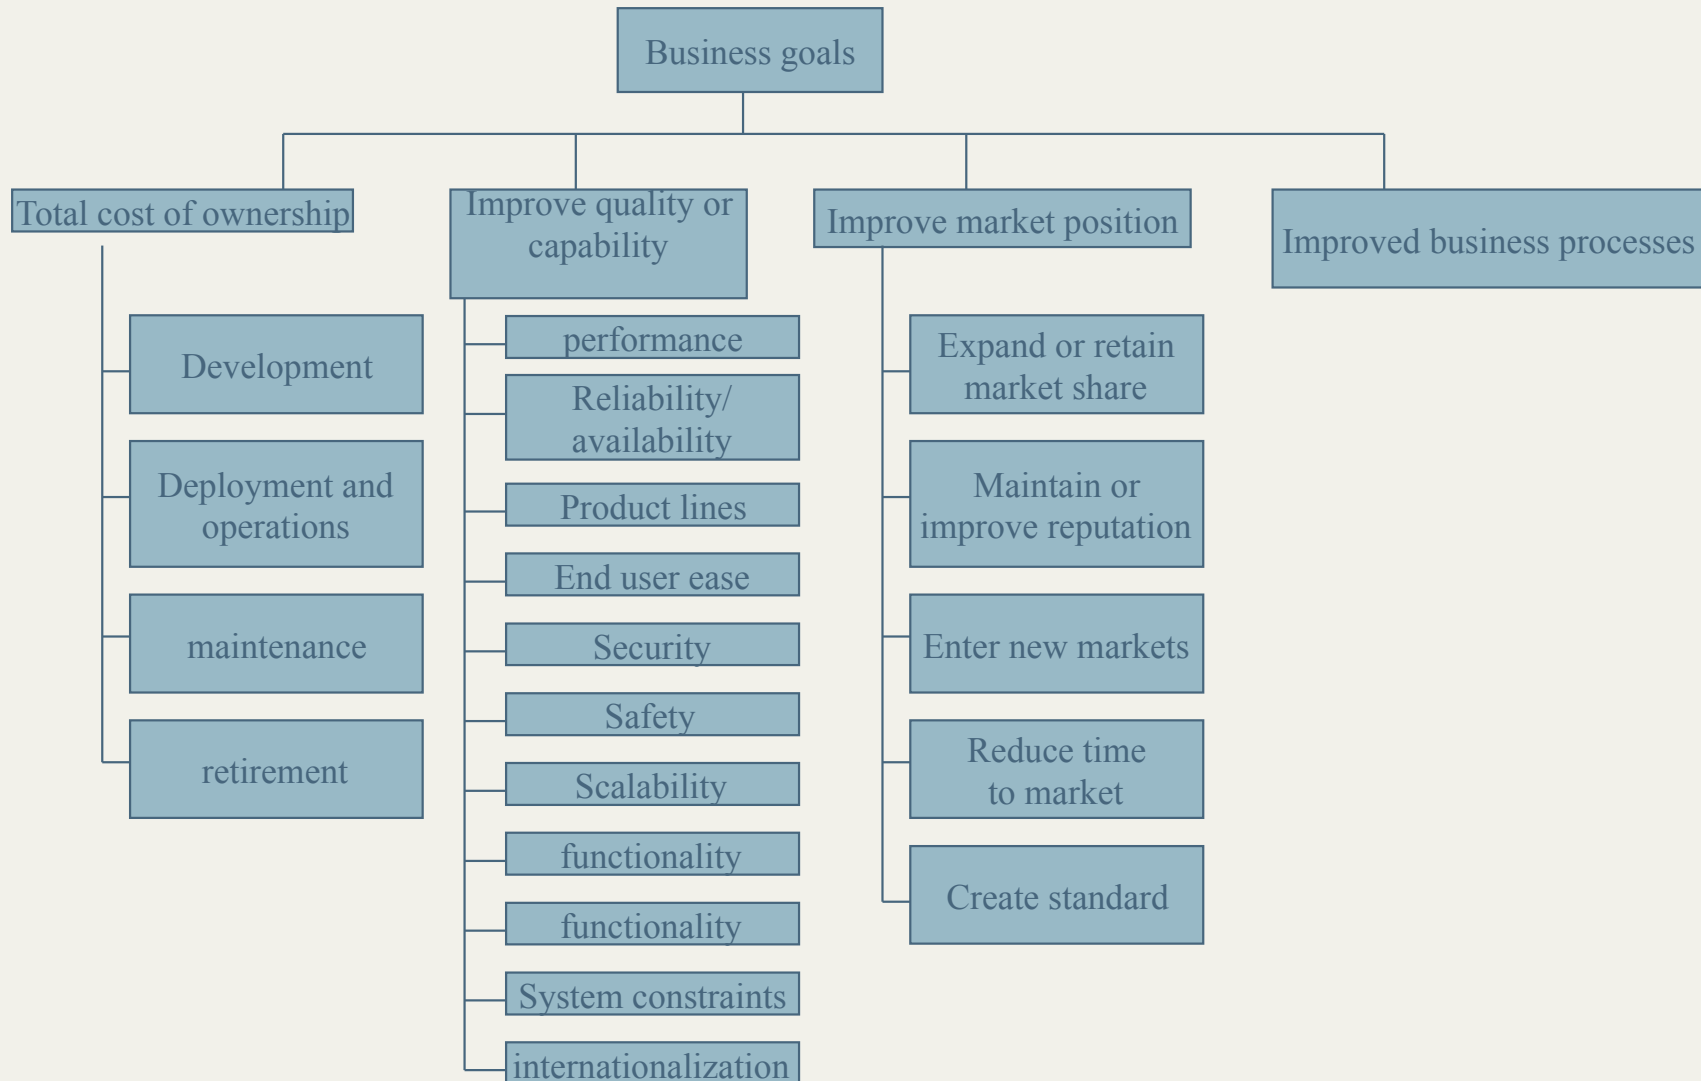 Business goals
Total cost of ownership
Improve quality or
capability
Improve market position
Improved business processes
Development
Deployment and
operations
maintenance
retirement
performance
Reliability/
availability
Product lines
End user ease
Security
Safety
Scalability
functionality
functionality
System constraints
internationalization
Expand or retain
market share
Maintain or
improve reputation
Enter new markets
Reduce time
to market
Create standard